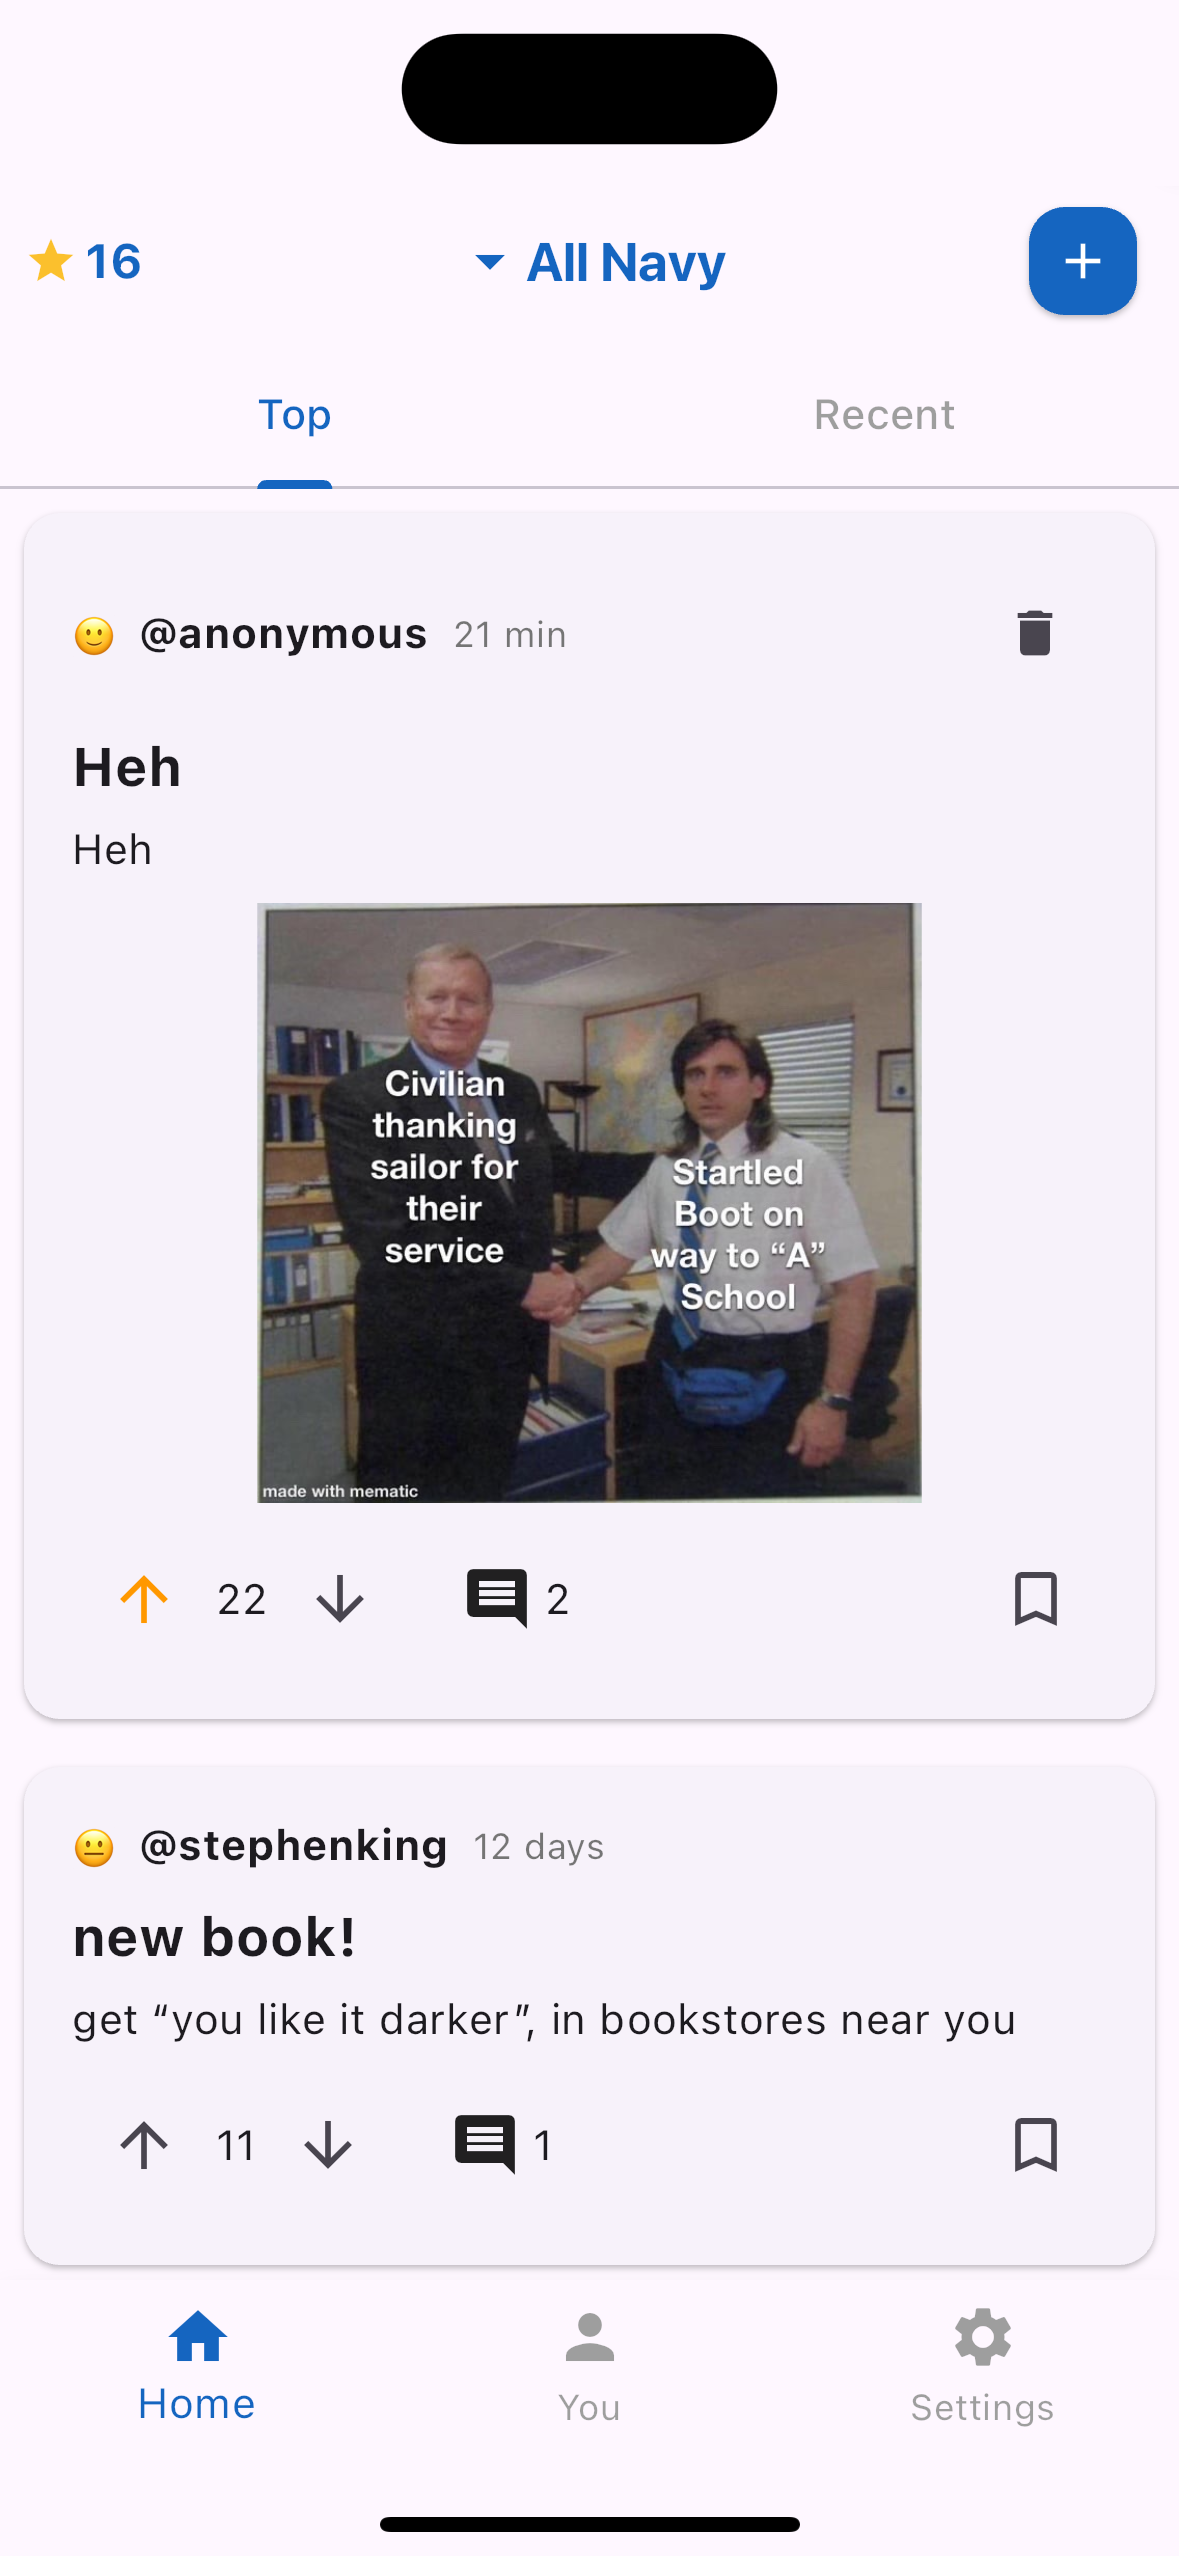 16
All Navy
Top
Recent
@anonymous 21 min
Heh
Heh
Civilian
thanking
sailor for
their
service
Startled
Boot on
way to “A”
School
made with mematic
22
2
@stephenking 12 days
new book!
get “you like it darker”, in bookstores near you
11
1
Home
You
Settings